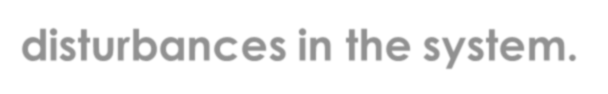 disturbances in the system.